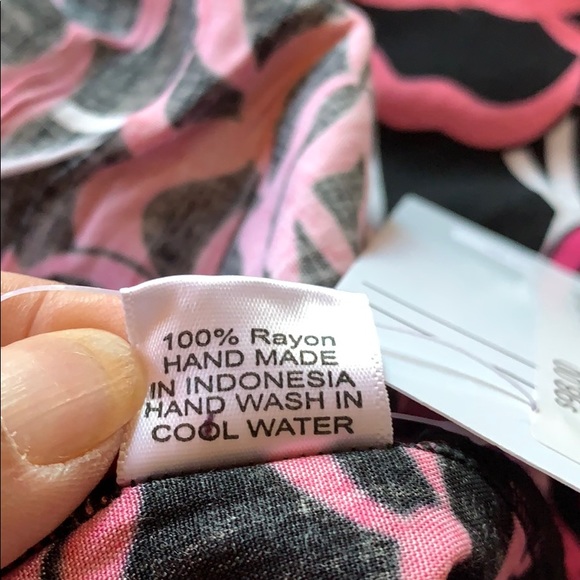 100% Rayon
HAND MADE
IN INDONESIA
HAND WASH IN
COOL WATER